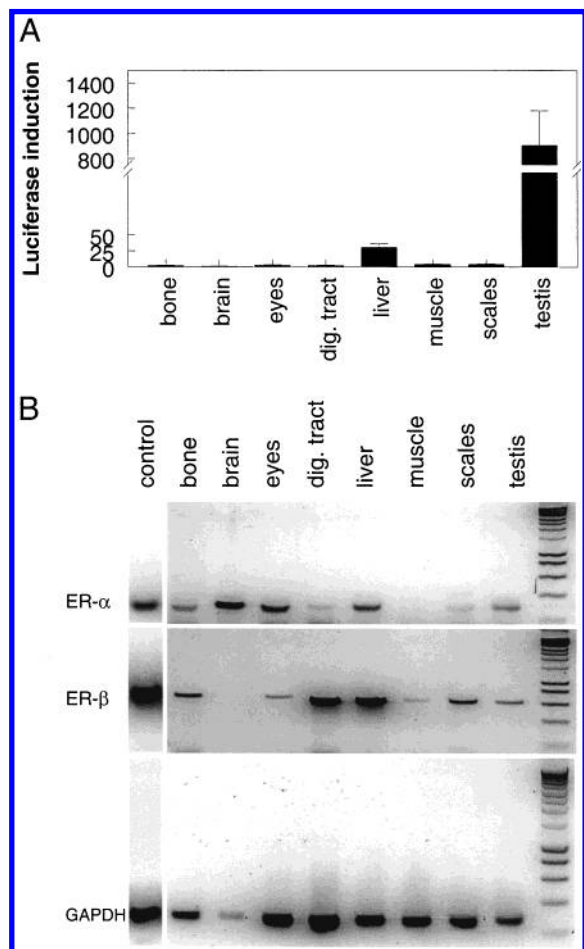 A
Luciferase induction
1400
1200
1000
800
50
25
0
bone
brain
eyes
dig. tract
liver
muscle
scales
testis
B
control
bone
brain
eyes
dig. tract
liver
muscle
scales
testis
ER-α
ER-β
GAPDH